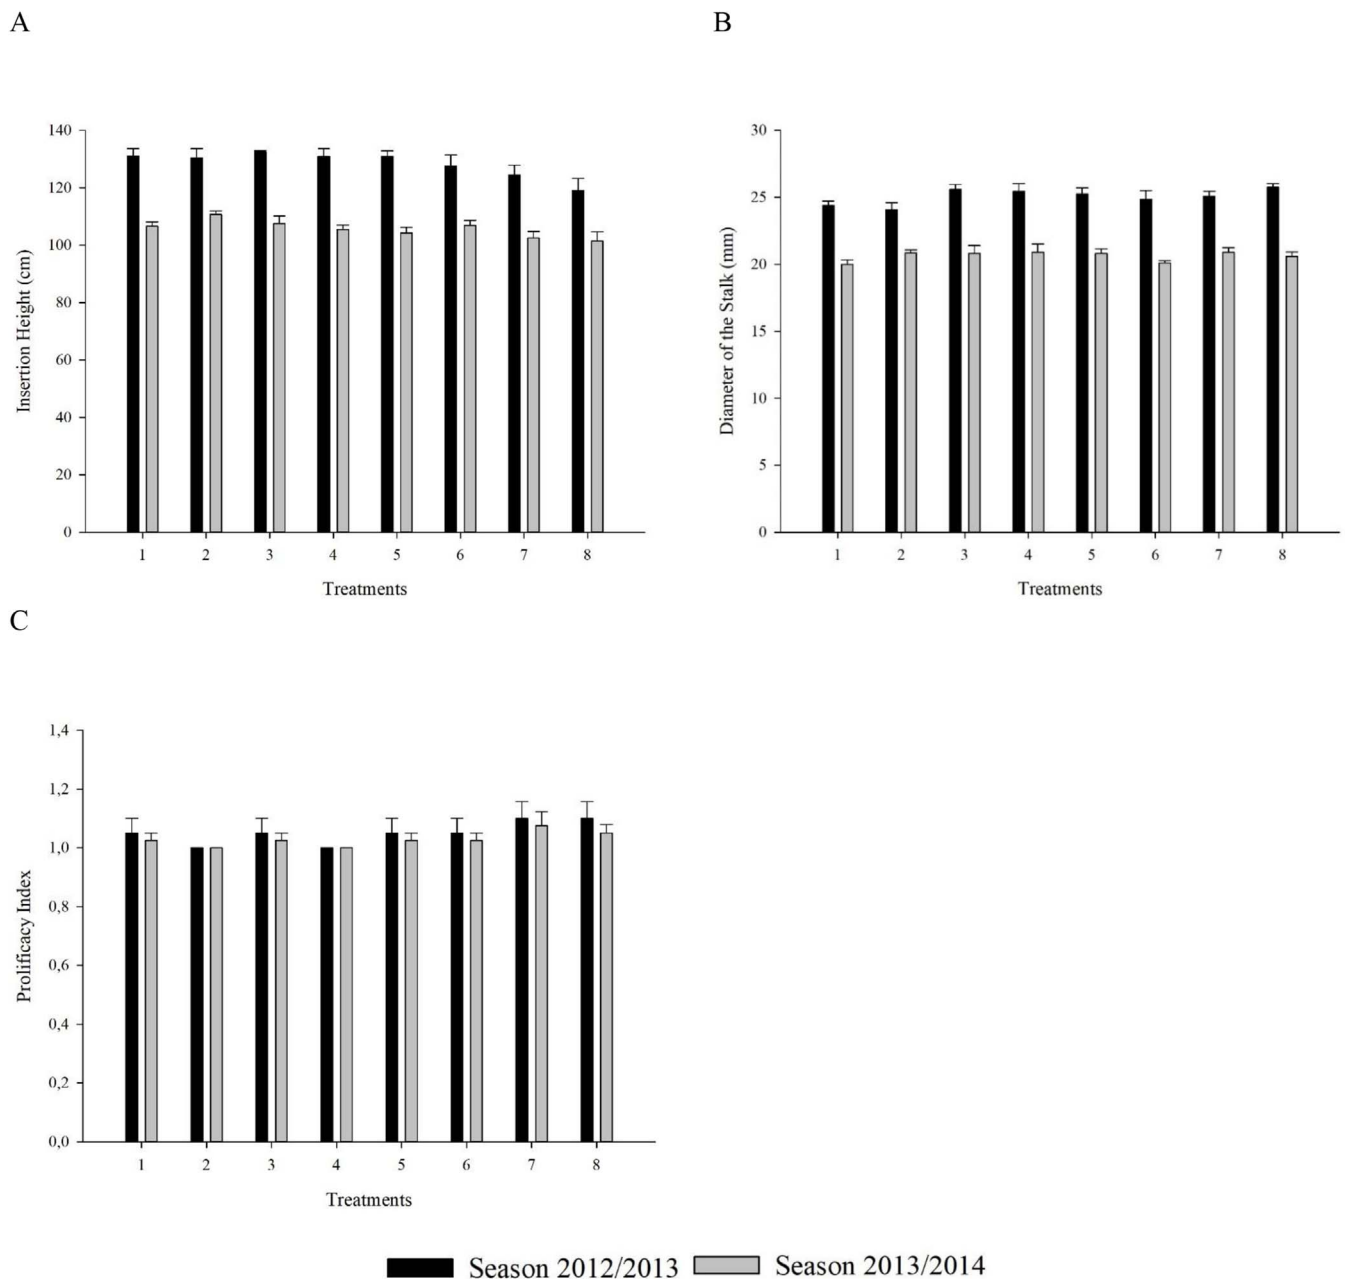 A
B
140
120
100
80
60
40
20
0
Insertion Height (cm)
1 2 3 4 5 6 7 8
Treatments
30
25
20
15
10
5
0
Diameter of the Stalk (mm)
1 2 3 4 5 6 7 8
Treatments
C
1,4
1,2
1,0
0,8
0,6
0,4
0,2
0,0
Prolificacy Index
1 2 3 4 5 6 7 8
Treatments
Season 2012/2013 Season 2013/2014